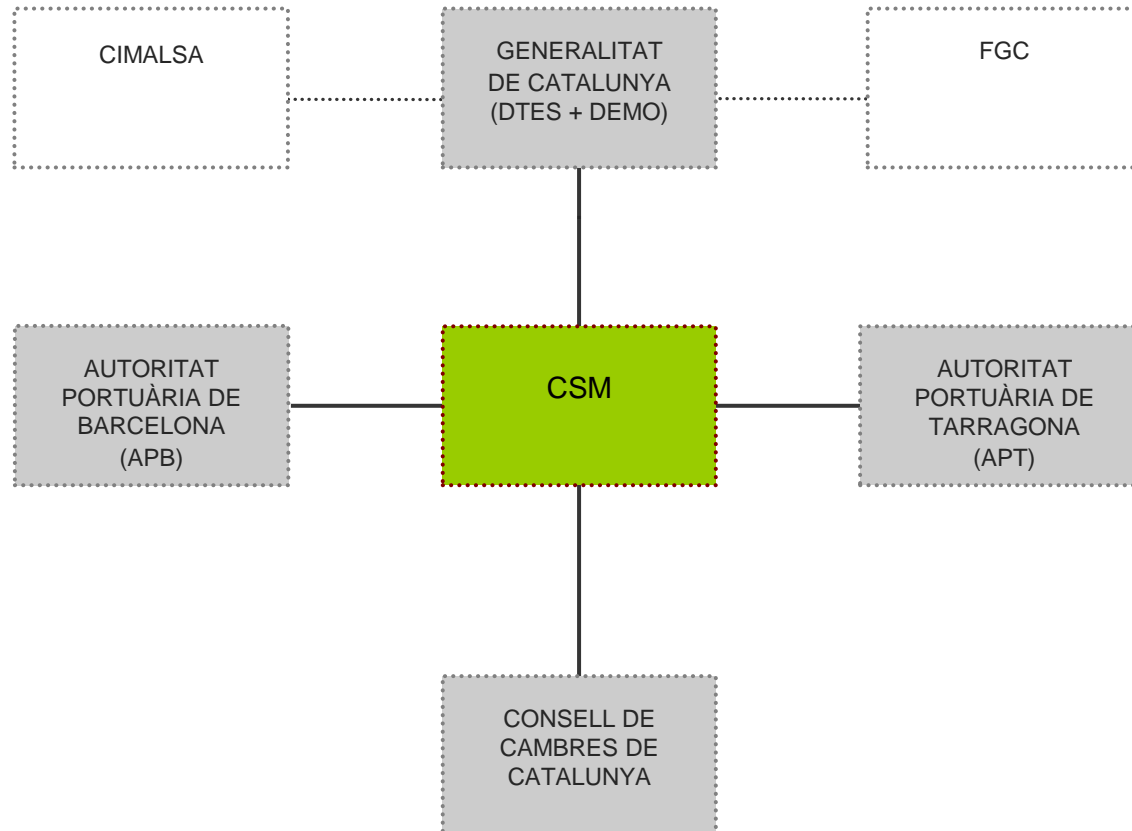 CIMALSA
GENERALITAT
DE CATALUNYA
(DTES + DEMO)
FGC
AUTORITAT
PORTUÀRIA DE
BARCELONA
(APB)
CSM
AUTORITAT
PORTUÀRIA DE
TARRAGONA
(APT)
CONSELL DE
CAMBRES DE
CATALUNYA